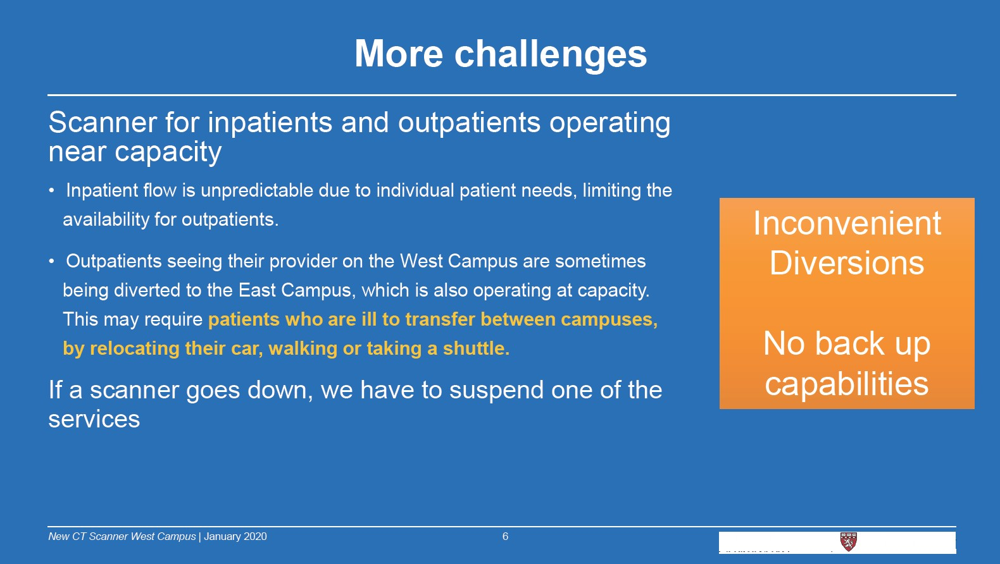 More challenges
Scanner for inpatients and outpatients operating
near capacity
• Inpatient flow is unpredictable due to individual patient needs, limiting the
availability for outpatients.
• Outpatients seeing their provider on the West Campus are sometimes
being diverted to the East Campus, which is also operating at capacity.
This may require patients who are ill to transfer between campuses,
by relocating their car, walking or taking a shuttle.
If a scanner goes down, we have to suspend one of the
services
Inconvenient
Diversions
No back up
capabilities
New CT Scanner West Campus | January 2020
6